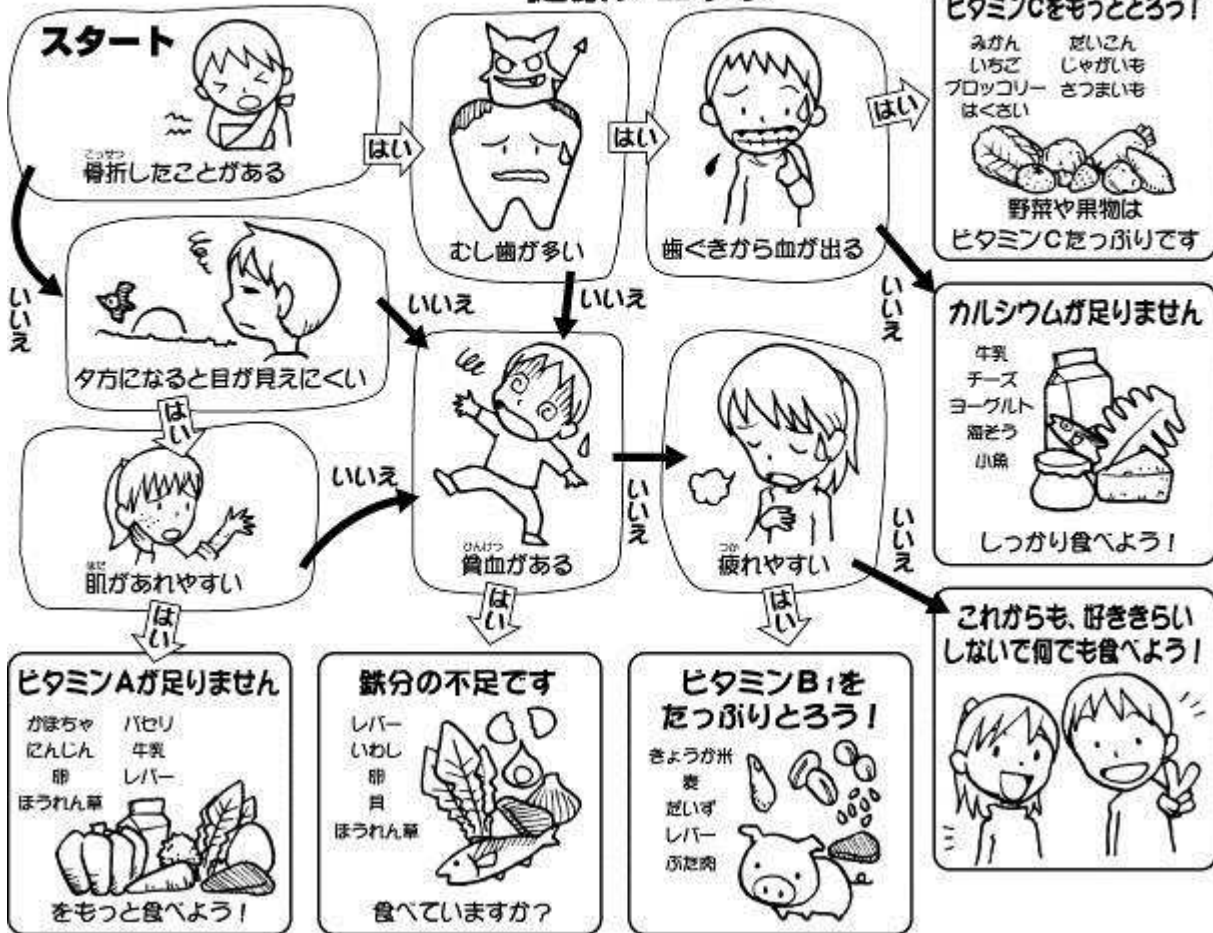 スタート
こっせつ
骨折したことがある
はい
むし歯が多い
はい
歯ぐきから血が出る
はい
ビタミンCをもっととろう！
みかん だいこん
いちご じゃがいも
ブロッコリー さつまいも
はくさい
野菜や果物は
ビタミンCたっぷりです
いいえ
夕方になると目が見えにくい
いいえ
いいえ
いいえ
カルシウムが足りません
牛乳
チーズ
ヨーグルト
海そう
小魚
しっかり食べよう！
はい
はだ
肌があれやすい
いいえ
ひんけつ
貧血がある
いいえ
つか
疲れやすい
いいえ
はい
はい
はい
ビタミンAが足りません
かぼちゃ パセリ
にんじん 牛乳
卵 レバー
ほうれん草
をもっと食べよう！
鉄分の不足です
レバー
いわし
卵
貝
ほうれん草
食べていますか？
ビタミンB1を
たっぷりとろう！
きょうか米
麦
だいず
レバー
ぶた肉
これからも、好ききらい
しないで何でも食べよう！